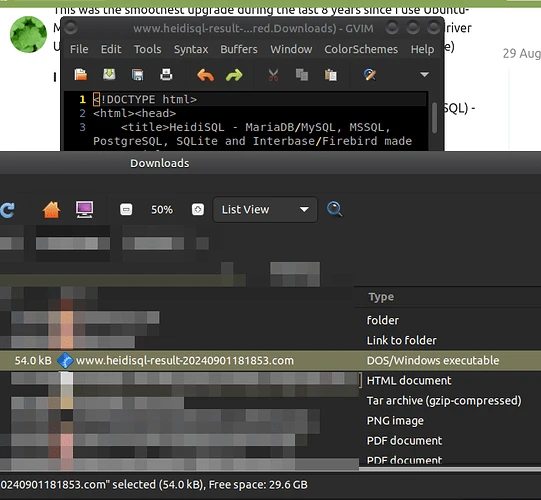 This was the smoothest upgrade during the last 8 years since I use Ubuntu-
M
www.heidisql-result-...red.Downloads) - GVIM
river
U
e)
29 Aug
File Edit Tools Syntax Buffers Window ColorSchemes Help
I
1 <!DOCTYPE html>
2 <html><head>
SQL) -
3 <title>HeidiSQL - MariaDB/MySQL, MSSQL,
PostgreSQL, SQLite and Interbase/Firebird made
Downloads
50% List View
Type
folder
Link to folder
54.0 kB www.heidisql-result-20240901181853.com DOS/Windows executable
HTML document
Tar archive (gzip-compressed)
PNG image
PDF document
PDF document
0240901181853.com" selected (54.0 kB), Free space: 29.6 GB